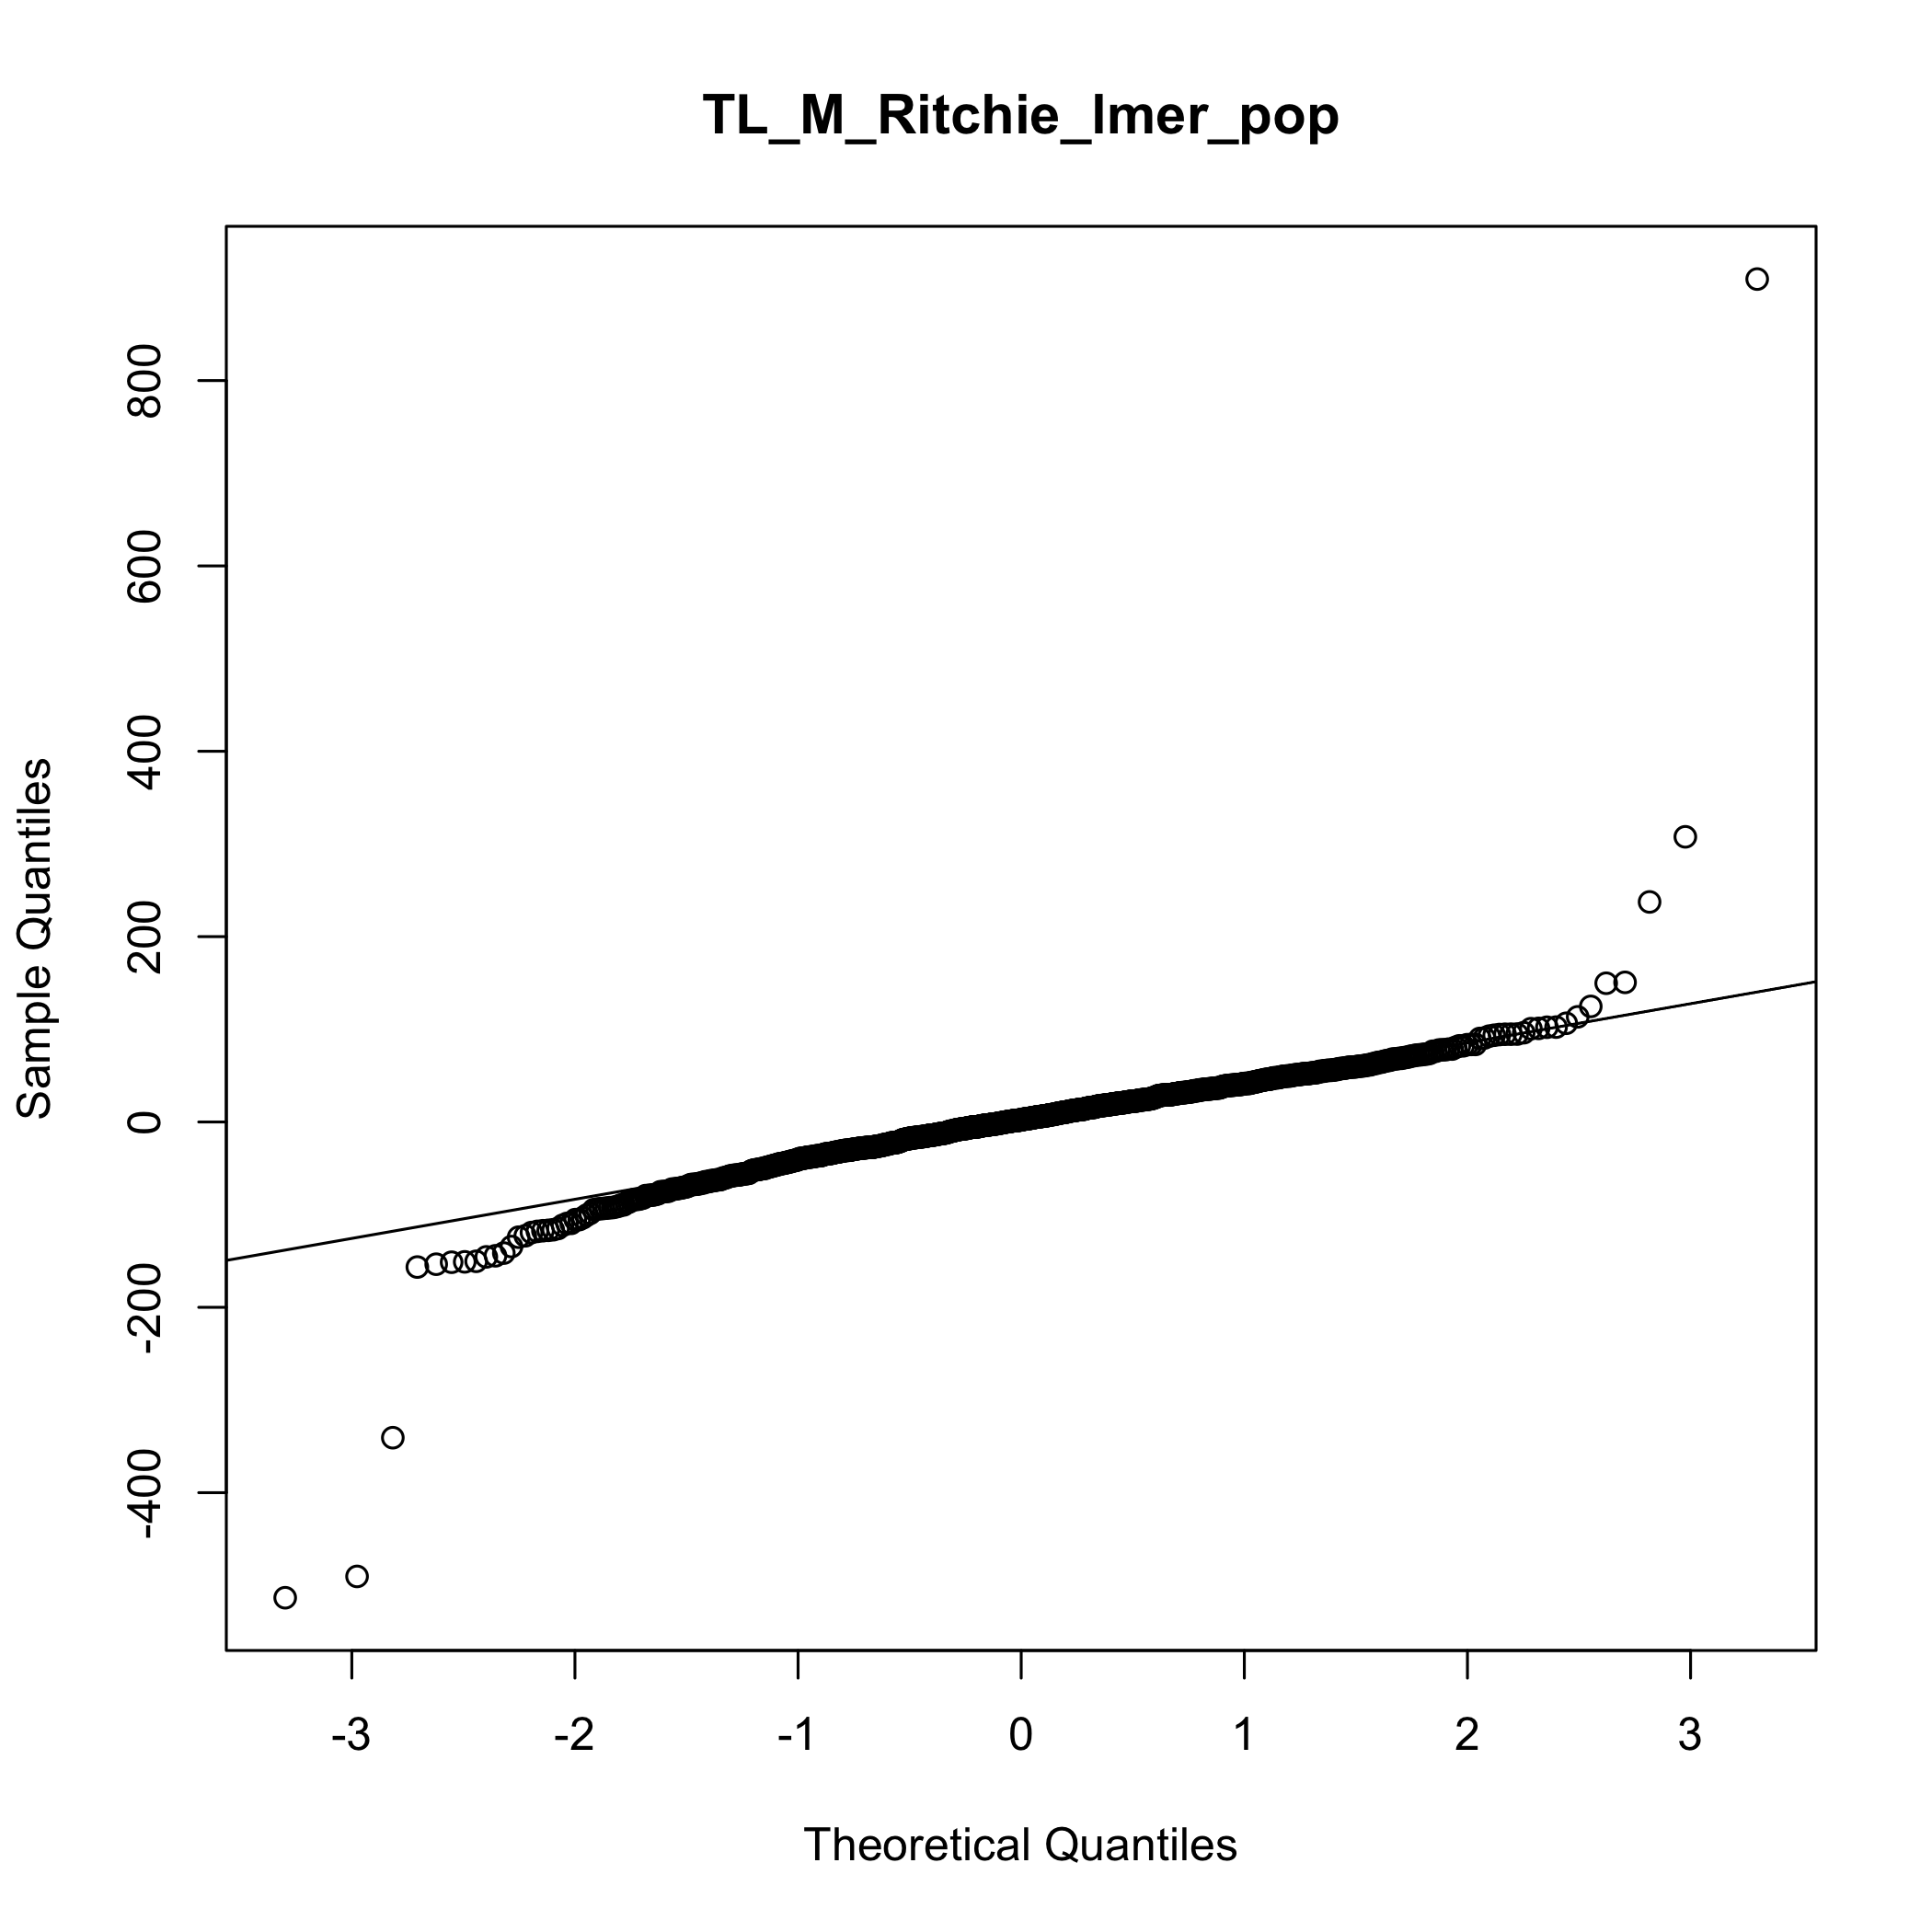 TL_M_Ritchie_lmer_pop
Sample Quantiles
800
600
400
200
0
-200
-400
-3 -2 -1 0 1 2 3
Theoretical Quantiles